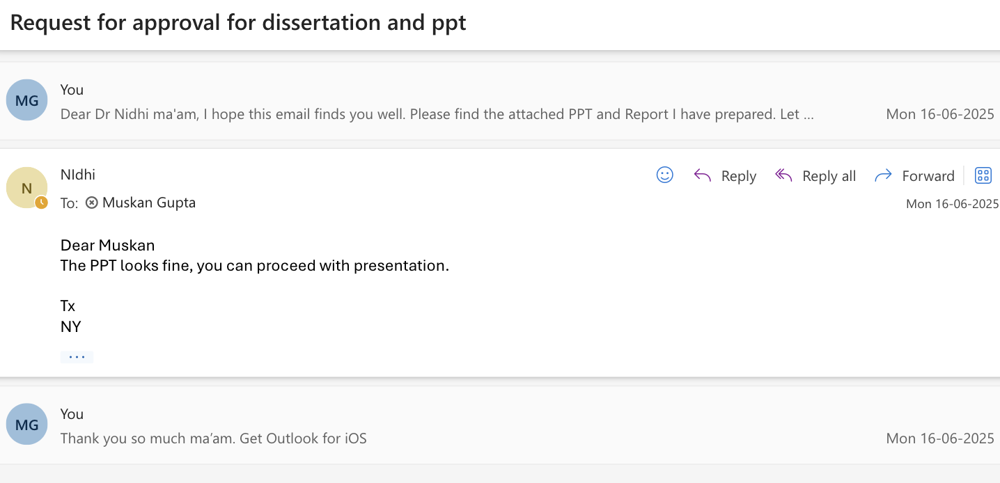 Request for approval for dissertation and ppt
MG
You
Dear Dr Nidhi ma'am, I hope this email finds you well. Please find the attached PPT and Report I have prepared. Let ...
Mon 16-06-2025
N
NIdhi
Reply
Reply all
Forward
To: Muskan Gupta
Mon 16-06-2025
Dear Muskan
The PPT looks fine, you can proceed with presentation.
Tx
NY
...
MG
You
Thank you so much ma’am. Get Outlook for iOS
Mon 16-06-2025